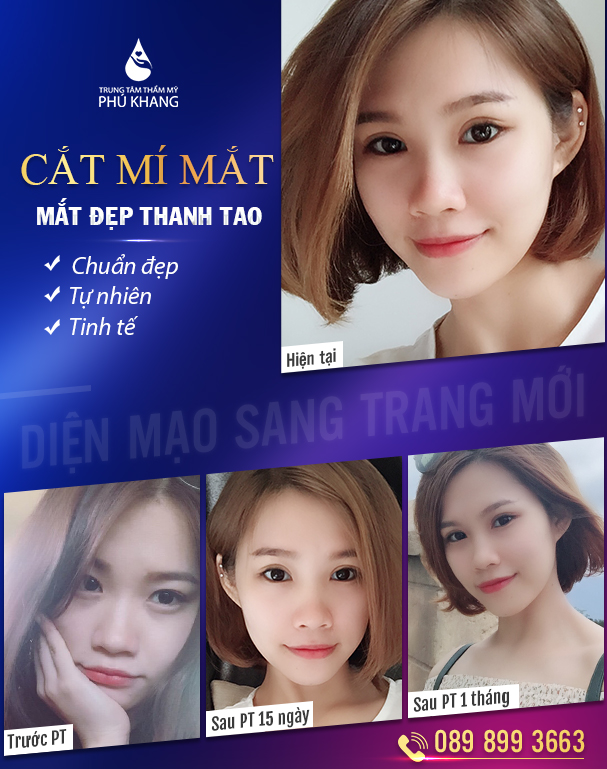 TRUNG TÂM THẨM MỸ
PHÚ KHANG
CẮT MÍ MẮT
MẮT ĐẸP THANH TAO
Chuẩn đẹp
Tự nhiên
Tinh tế
Hiện tại
DIỆN MẠO SANG TRANG MỚI
Trước PT
Sau PT 15 ngày
Sau PT 1 tháng
089 899 3663